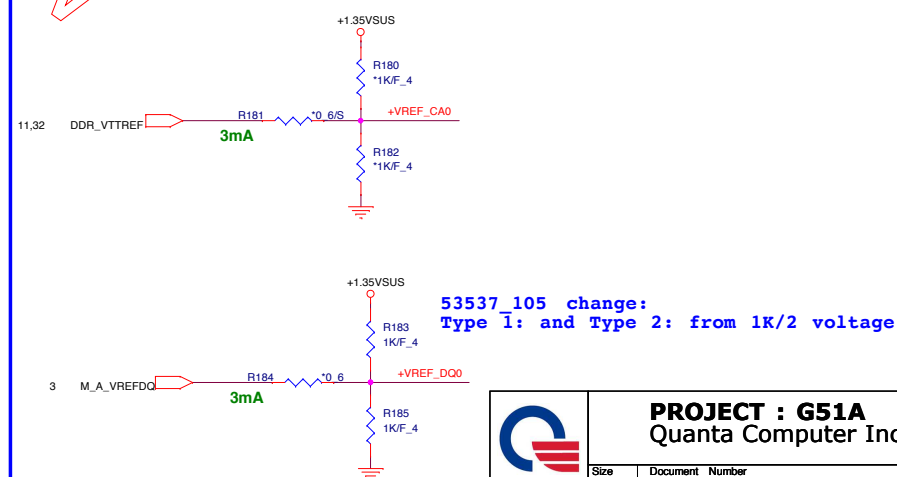 +1.35VSUS
R180
*1K/F_4
11,32 DDR_VTTREF R181 *0_6/S +VREF_CA0
3mA
R182
*1K/F_4
+1.35VSUS
53537_105 change:
Type 1: and Type 2: from 1K/2 voltage
R183
1K/F_4
3 M_A_VREFDQ R184 *0_6 +VREF_DQ0
3mA
R185
1K/F_4
PROJECT : G51A
Quanta Computer Inc
Size Document Number